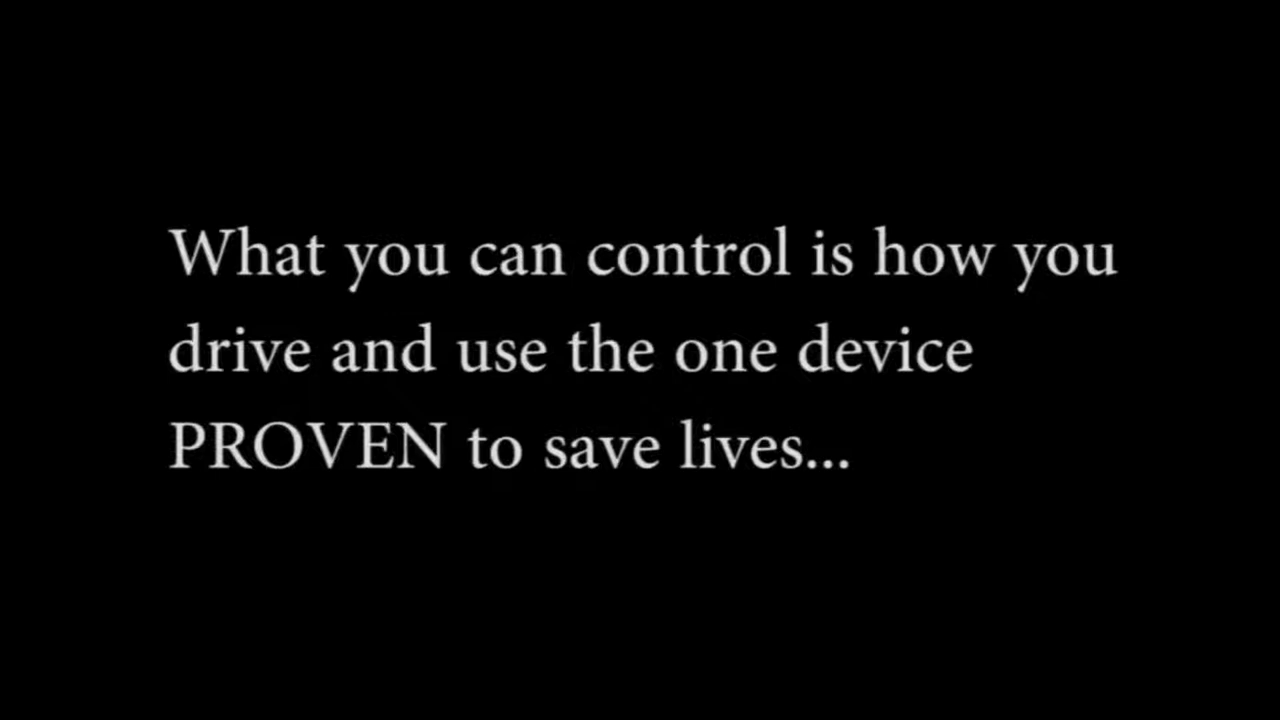 What you can control is how you
drive and use the one device
PROVEN to save lives...